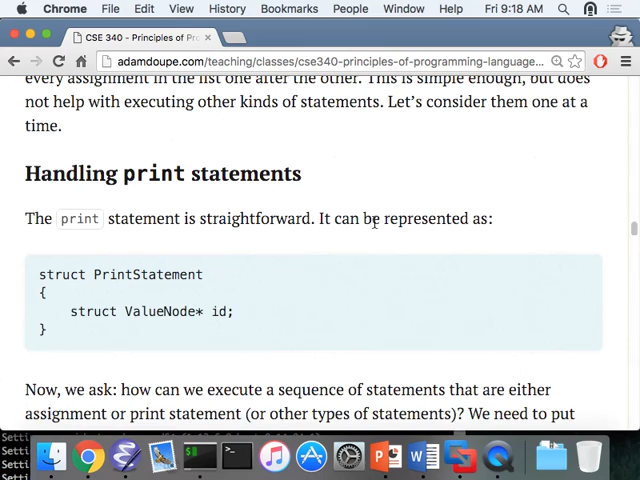 Chrome File Edit View History Bookmarks People Window Help Fri 9:18 AM
CSE 340 - Principles of Pro
adamdoupe.com/teaching/classes/cse340-principles-of-programming-language...
every assignment in the list one after the other. This is simple enough, but does
not help with executing other kinds of statements. Let's consider them one at a
time.
Handling print statements
The print statement is straightforward. It can be represented as:
struct PrintStatement
{
struct ValueNode* id;
}
Now, we ask: how can we execute a sequence of statements that are either
assignment or print statement (or other types of statements)? We need to put
Setti
Setti
Setti
Setti